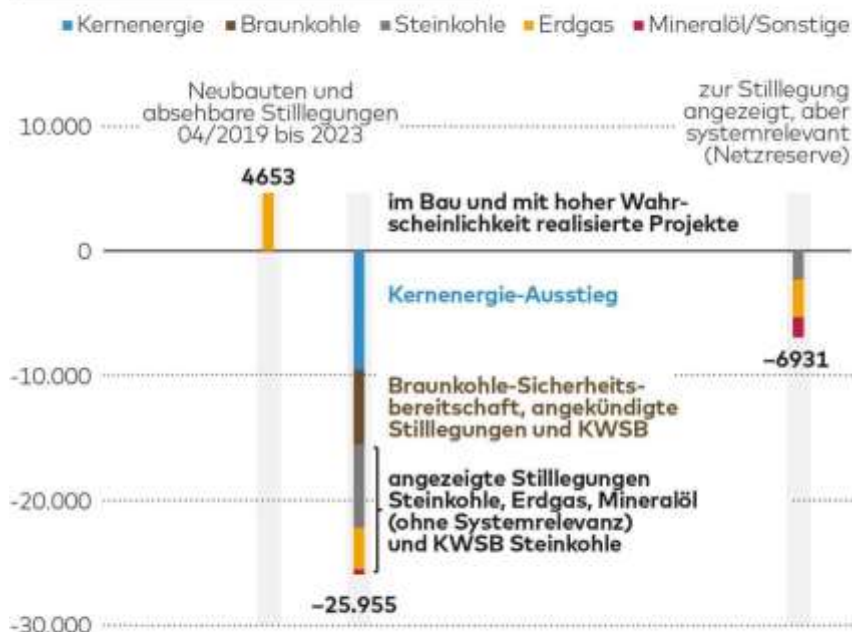 Kernenergie Braunkohle Steinkohle Erdgas Mineralöl/Sonstige
Neubauten und
absehbare Stilllegungen
04/2019 bis 2023
zur Stilllegung
angezeigt, aber
systemrelevant
(Netzreserve)
10.000
4653
im Bau und mit hoher Wahr-
scheinlichkeit realisierte Projekte
0
Kernenergie-Ausstieg
–6931
-10.000
Braunkohle-Sicherheits-
bereitschaft, angekündigte
Stilllegungen und KWSB
angezeigte Stilllegungen
Steinkohle, Erdgas, Mineralöl
(ohne Systemrelevanz)
und KWSB Steinkohle
-20.000
–25.955
-30.000